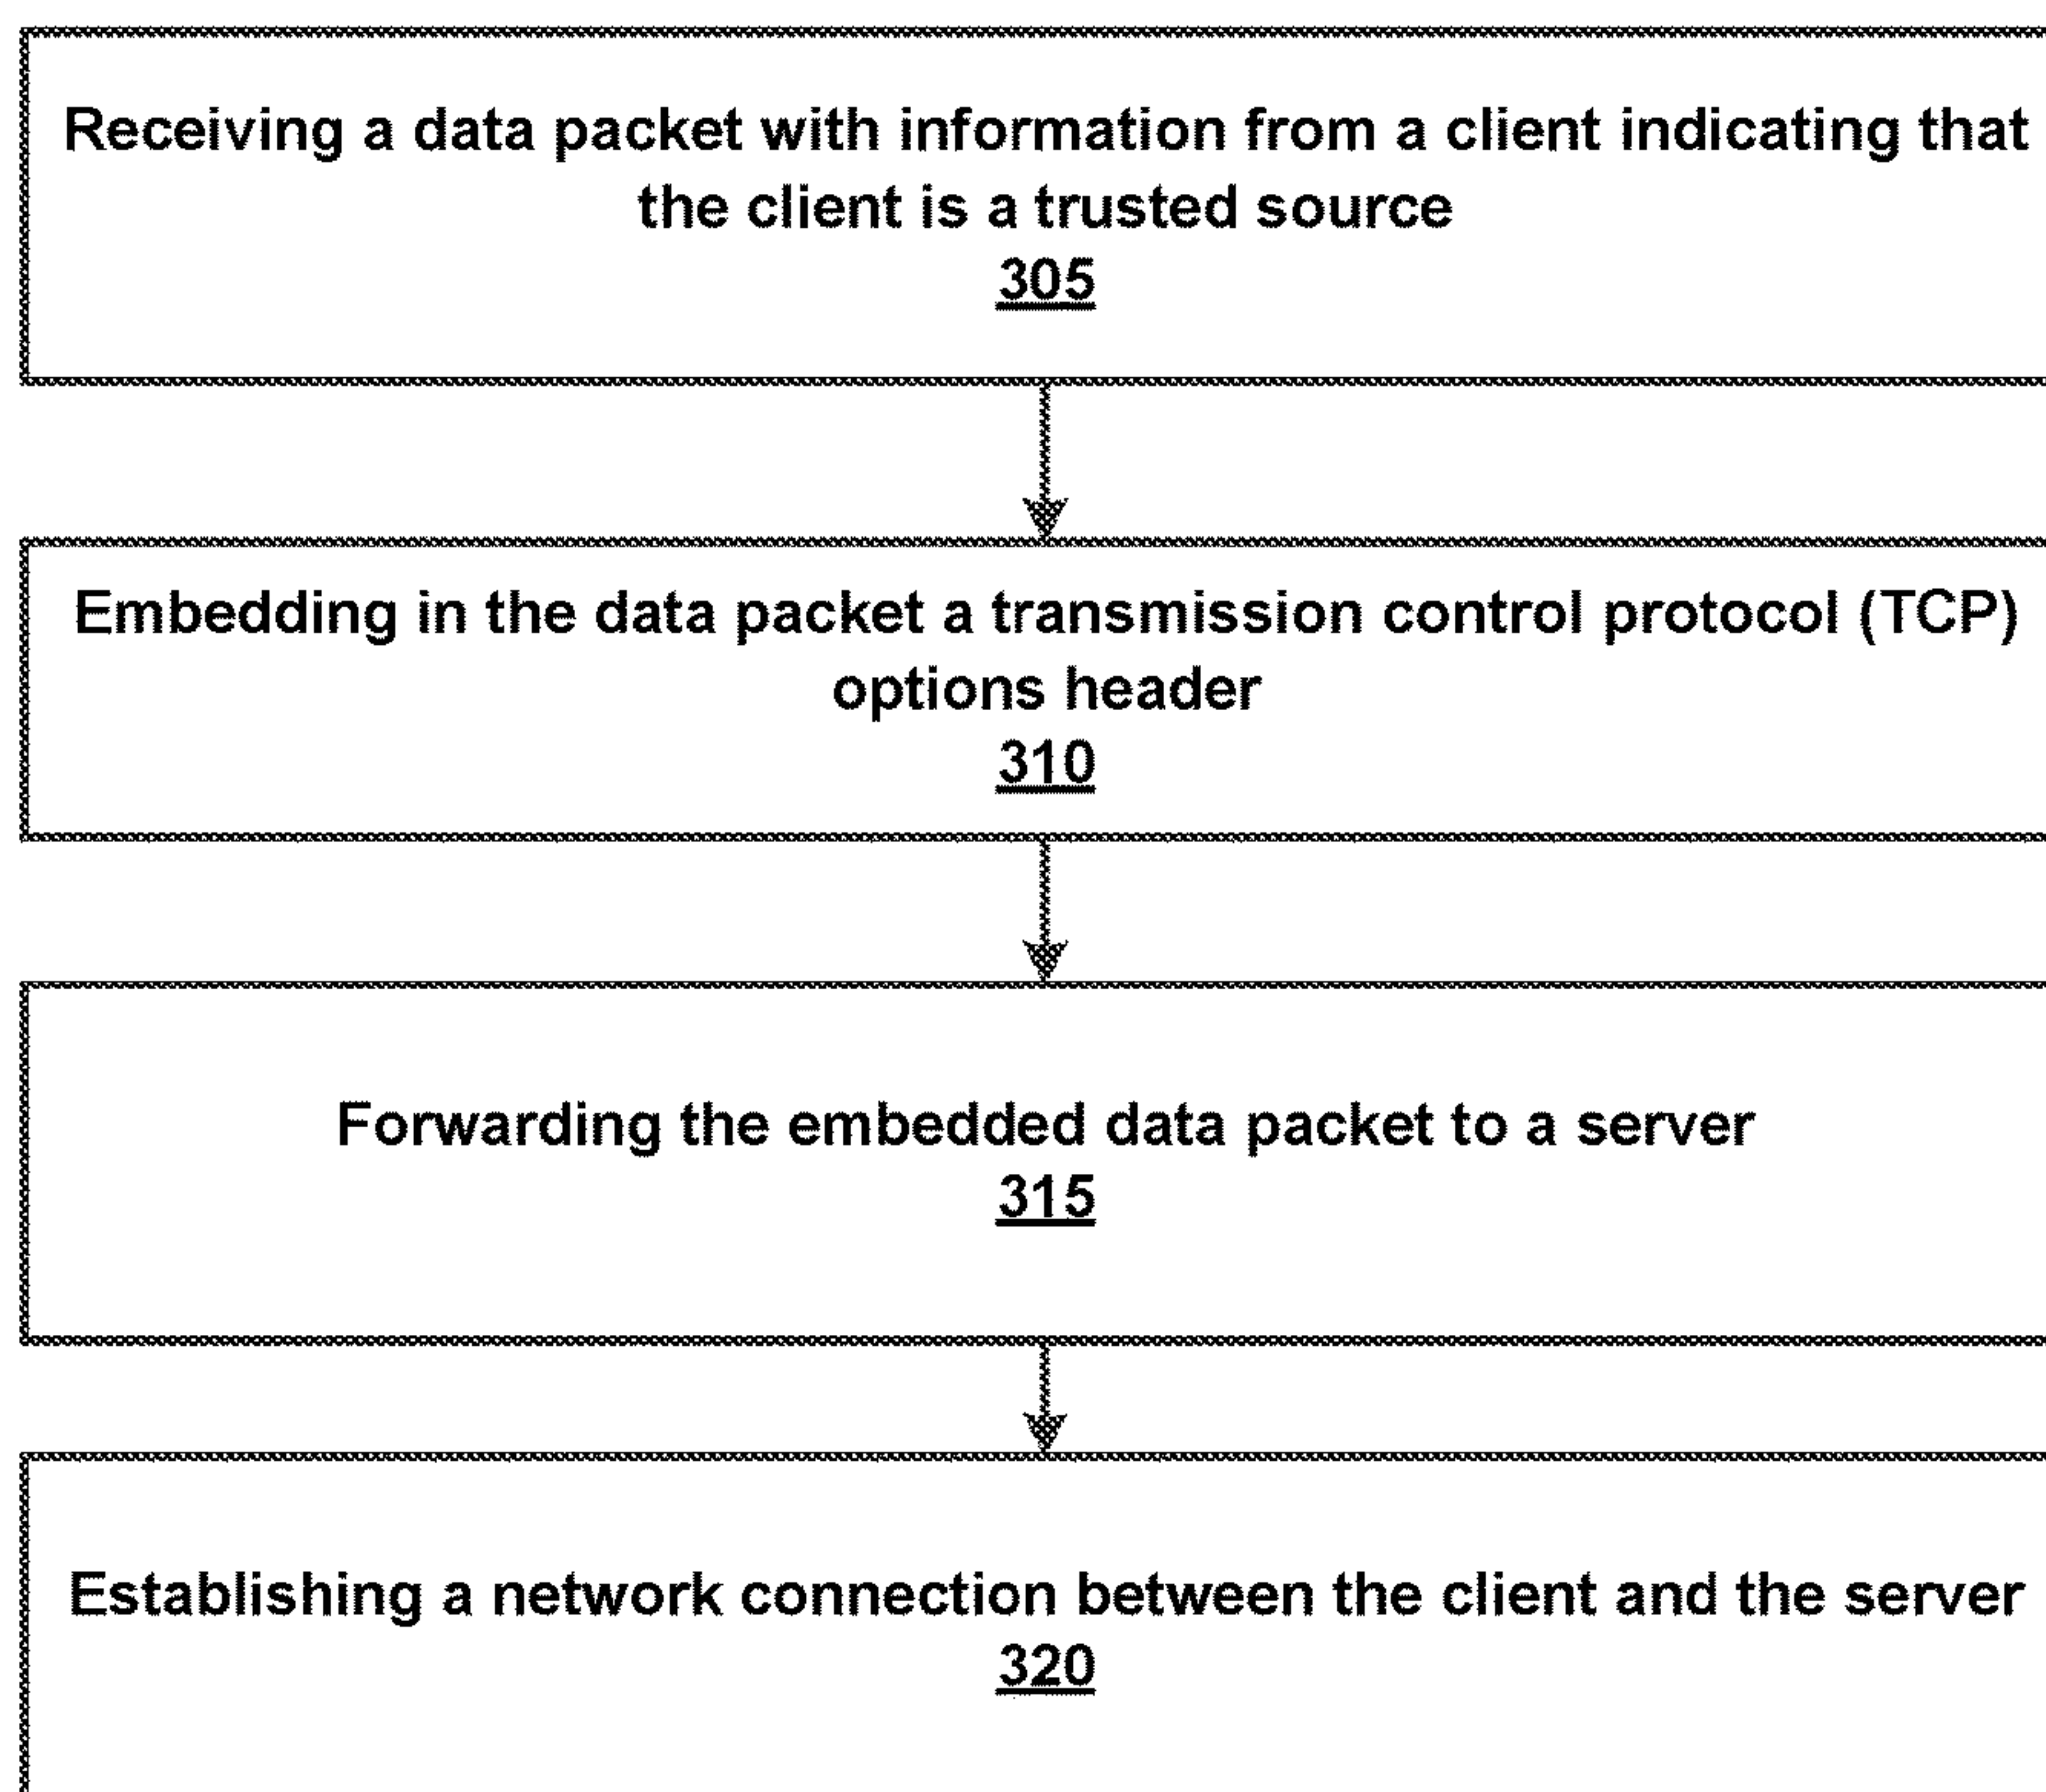 Receiving a data packet with information from a client indicating that
the client is a trusted source
305
Embedding in the data packet a transmission control protocol (TCP)
options header
310
Forwarding the embedded data packet to a server
315
Establishing a network connection between the client and the server
320